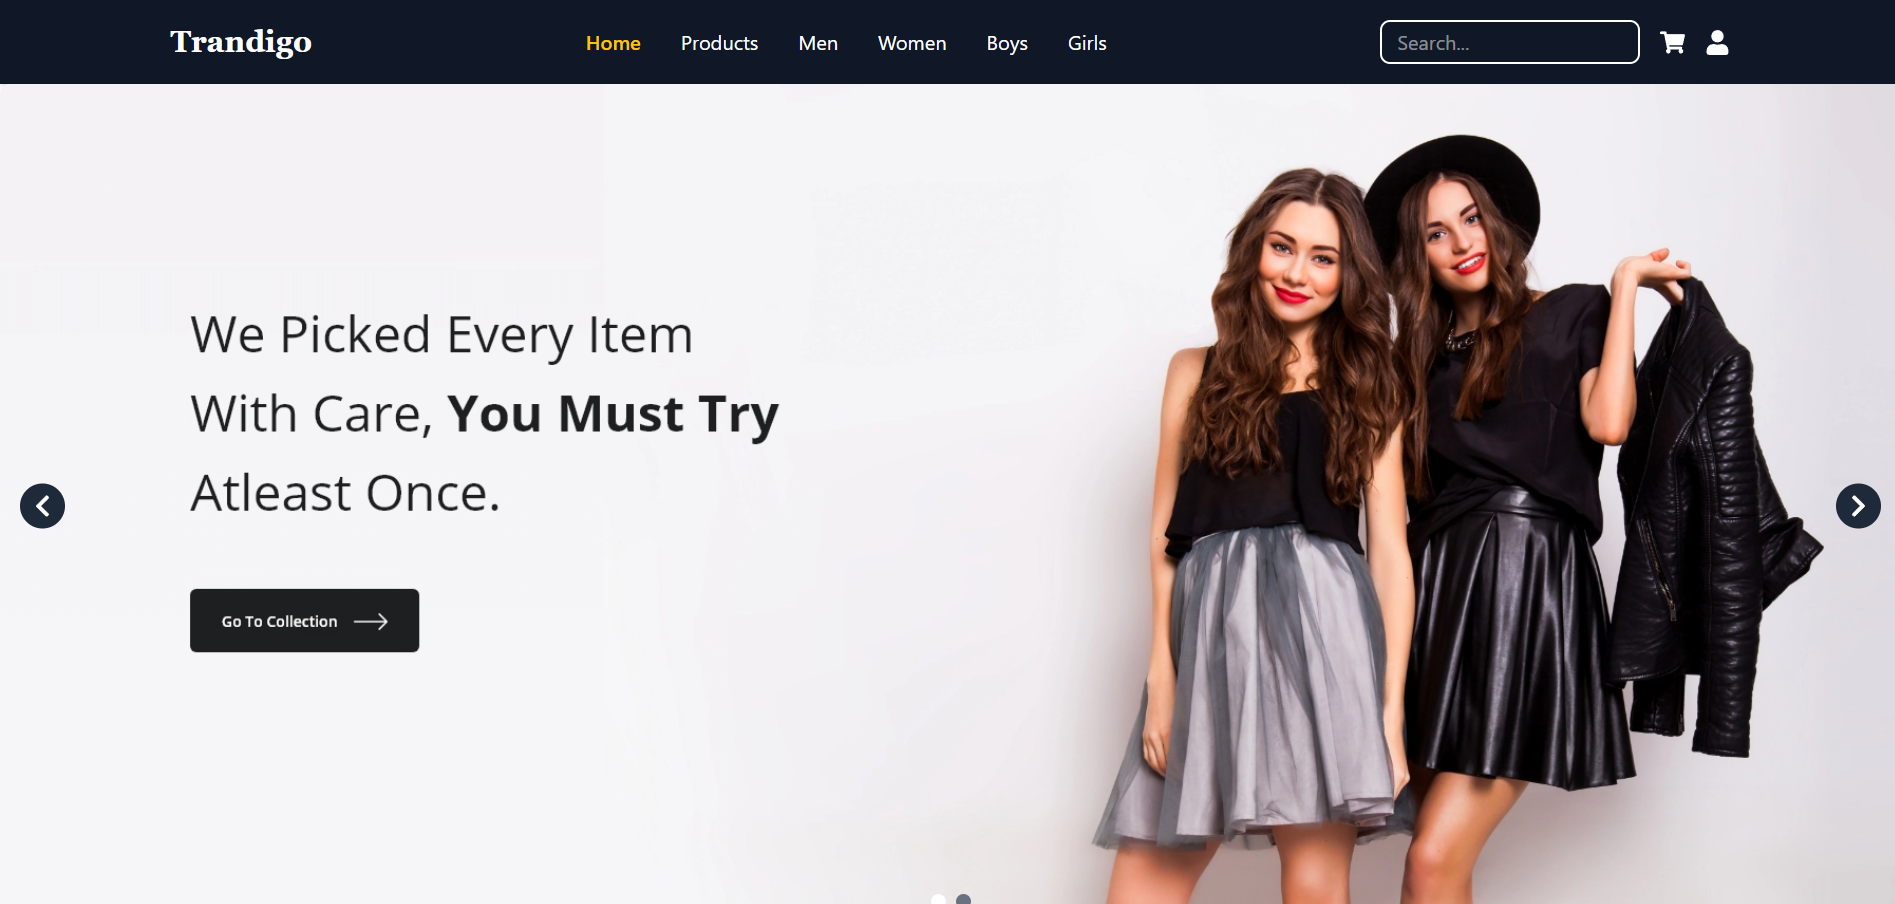 Trandigo
Home Products Men Women Boys Girls
Search...
We Picked Every Item
With Care, You Must Try
Atleast Once.
Go To Collection